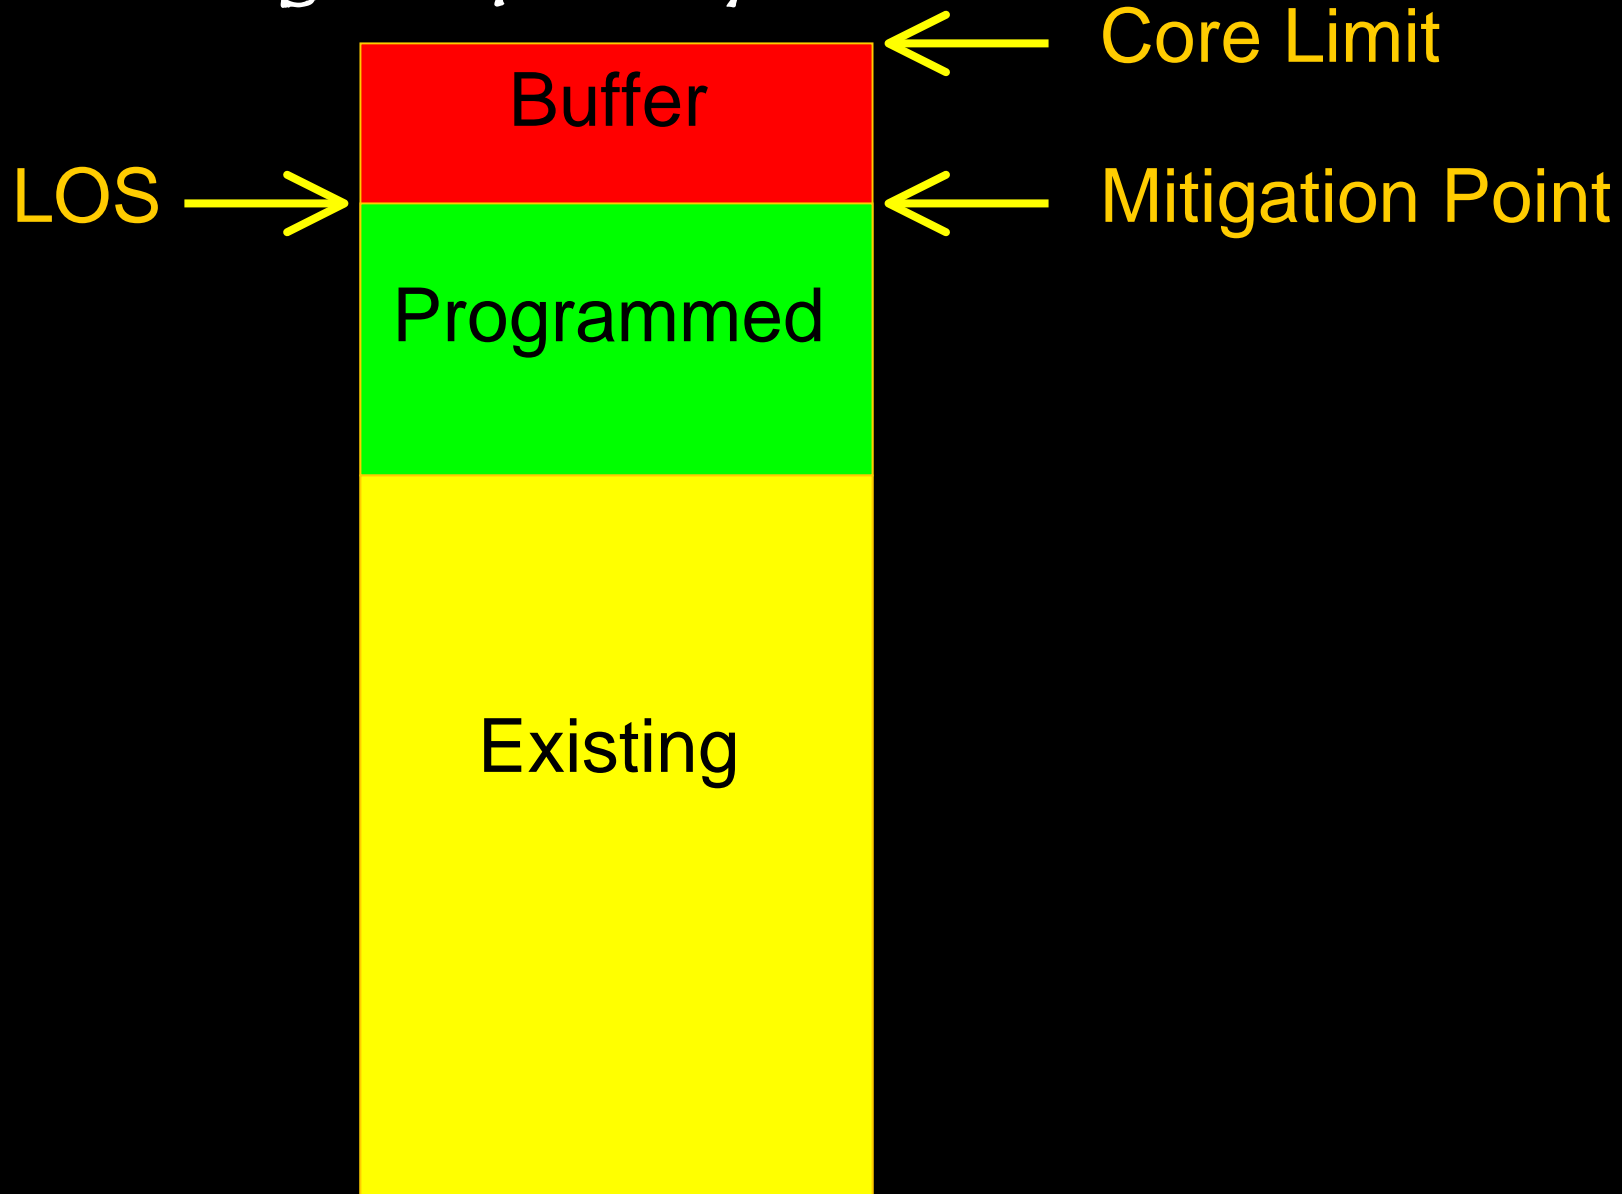 Core Limit
Buffer
LOS
Mitigation Point
Programmed
Existing